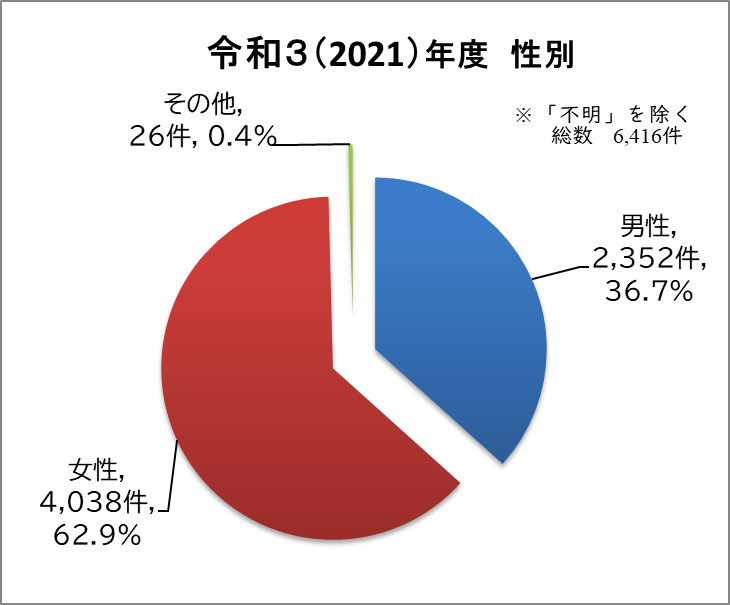 令和３（2021）年度　性別
※「不明」を除く
総数　6,416件
その他,
26件, 0.4%
男性,
2,352件,
36.7%
女性,
4,038件,
62.9%